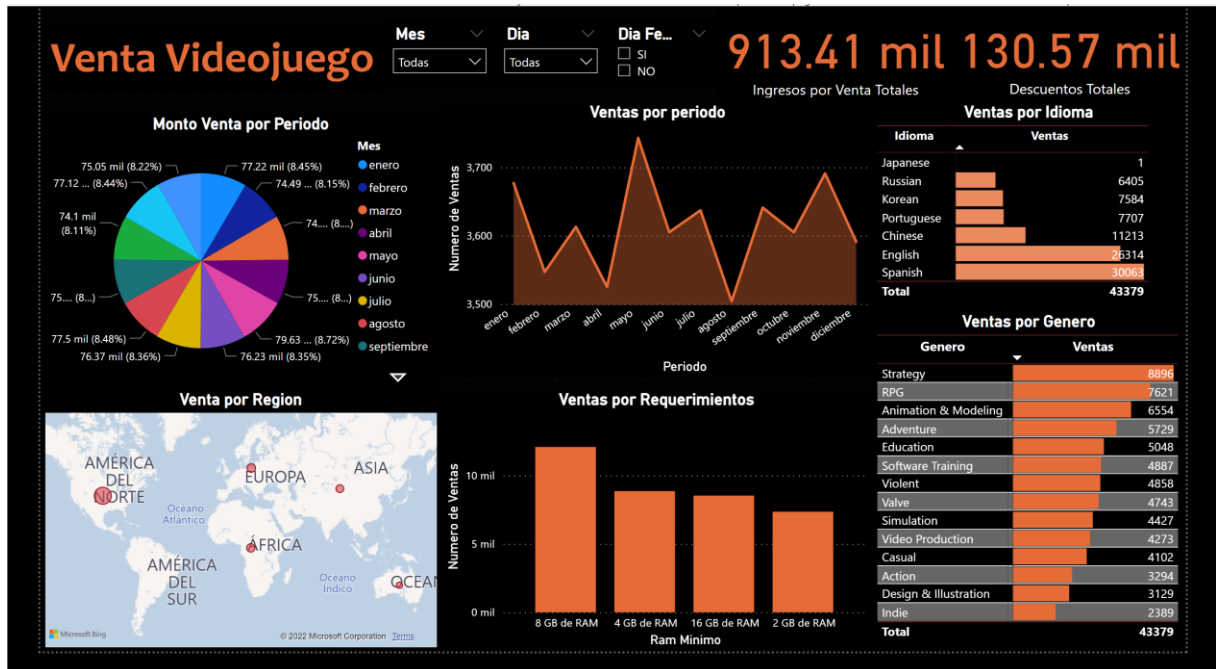 Venta Videojuego
Mes
Todas
Dia
Todas
Dia Fe...
SI
NO
913.41 mil
Ingresos por Venta Totales
130.57 mil
Descuentos Totales
Monto Venta por Periodo
75.05 mil (8.22%)
77.12 ... (8.44%)
74.1 mil
(8.11%)
75.... (8...)
77.5 mil (8.48%)
76.37 mil (8.36%)
77.22 mil (8.45%)
74.49 ... (8.15%)
74.... (8....)
75.... (8...)
79.63 ... (8.72%)
76.23 mil (8.35%)
Mes
enero
febrero
marzo
abril
mayo
junio
julio
agosto
septiembre
Ventas por periodo
Numero de Ventas
3,700
3,600
3,500
enero
febrero
marzo
abril
mayo
junio
julio
agosto
septiembre
octubre
noviembre
diciembre
Periodo
Ventas por Idioma
Idioma Ventas
Japanese 1
Russian 6405
Korean 7584
Portuguese 7707
Chinese 11213
English 26314
Spanish 30063
Total 43379
Venta por Region
AMÉRICA
DEL
NORTE
EUROPA
ASIA
Océano
Atlántico
ÁFRICA
AMÉRICA
DEL
SUR
Océano
Índico
OCEAN
Microsoft Bing
© 2022 Microsoft Corporation Terms
Ventas por Requerimientos
Numero de Ventas
10 mil
5 mil
0 mil
8 GB de RAM
4 GB de RAM
16 GB de RAM
2 GB de RAM
Ram Minimo
Ventas por Genero
Genero Ventas
Strategy 8896
RPG 7621
Animation & Modeling 6554
Adventure 5729
Education 5048
Software Training 4887
Violent 4858
Valve 4743
Simulation 4427
Video Production 4273
Casual 4102
Action 3294
Design & Illustration 3129
Indie 2389
Total 43379